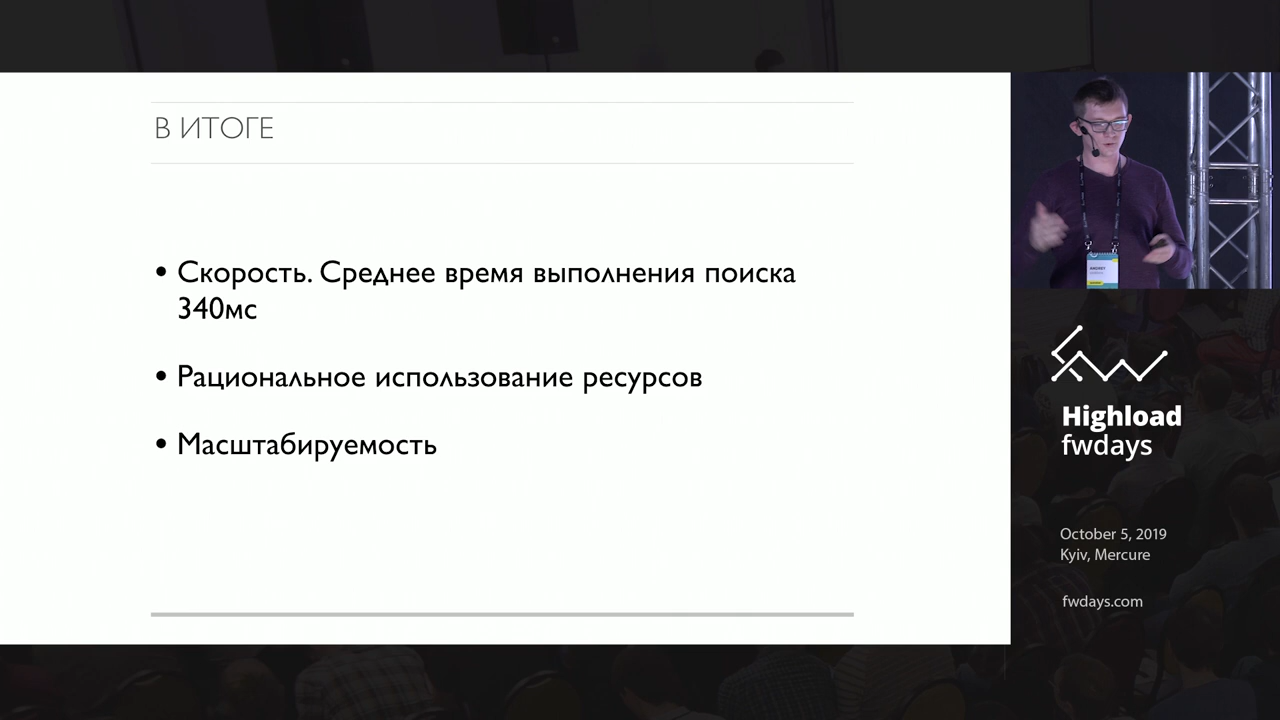 В ИТОГЕ
• Скорость. Среднее время выполнения поиска
340мс
• Рациональное использование ресурсов
• Масштабируемость
ANDREY
Highload
fwdays
October 5, 2019
Kyiv, Mercure
fwdays.com